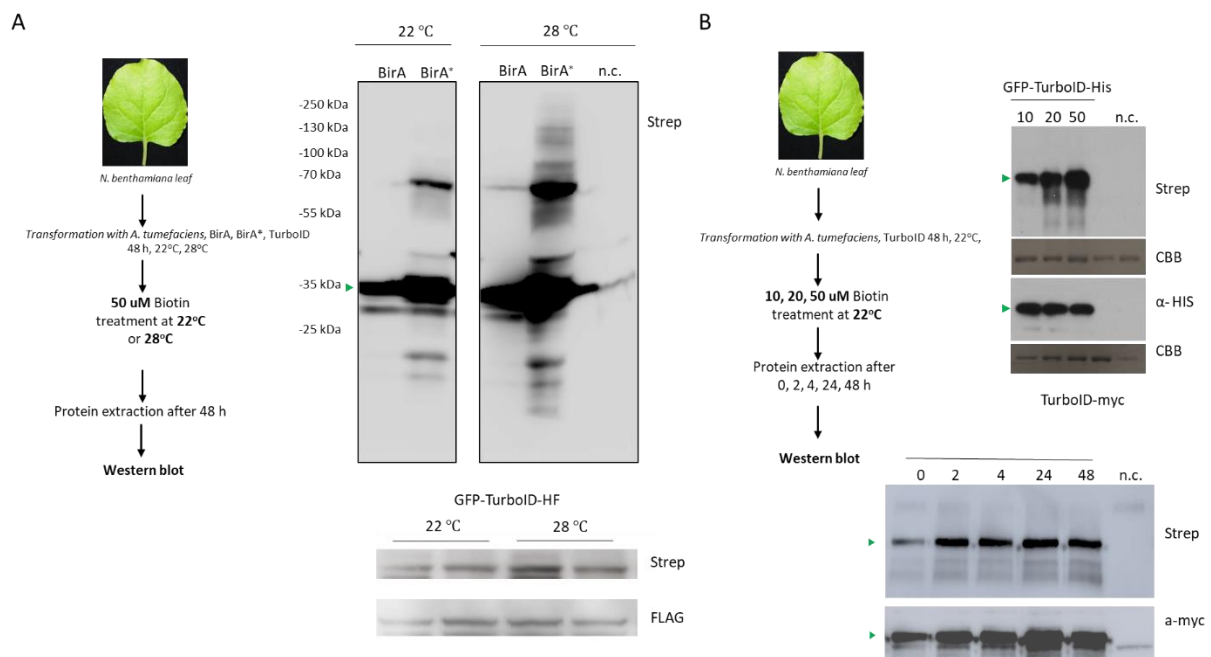 A
22 °C
28 °C
BirA
BirA*
BirA
BirA*
n.c.
-250 kDa
-130 kDa
-100 kDa
-70 kDa
-55 kDa
-35 kDa
-25 kDa
Strep
N. benthamiana leaf
Transformation with A. tumefaciens, BirA, BirA*, TurboID
48 h, 22°C, 28°C
50 uM Biotin
treatment at 22°C
or 28°C
Protein extraction after 48 h
Western blot
GFP-TurboID-HF
22 °C
28 °C
Strep
FLAG
B
N. benthamiana leaf
Transformation with A. tumefaciens, TurboID 48 h, 22°C,
10, 20, 50 uM Biotin
treatment at 22°C
Protein extraction after
0, 2, 4, 24, 48 h
Western blot
GFP-TurboID-His
10 20 50 n.c.
Strep
CBB
α-HIS
CBB
TurboID-myc
0 2 4 24 48 n.c.
Strep
a-myc